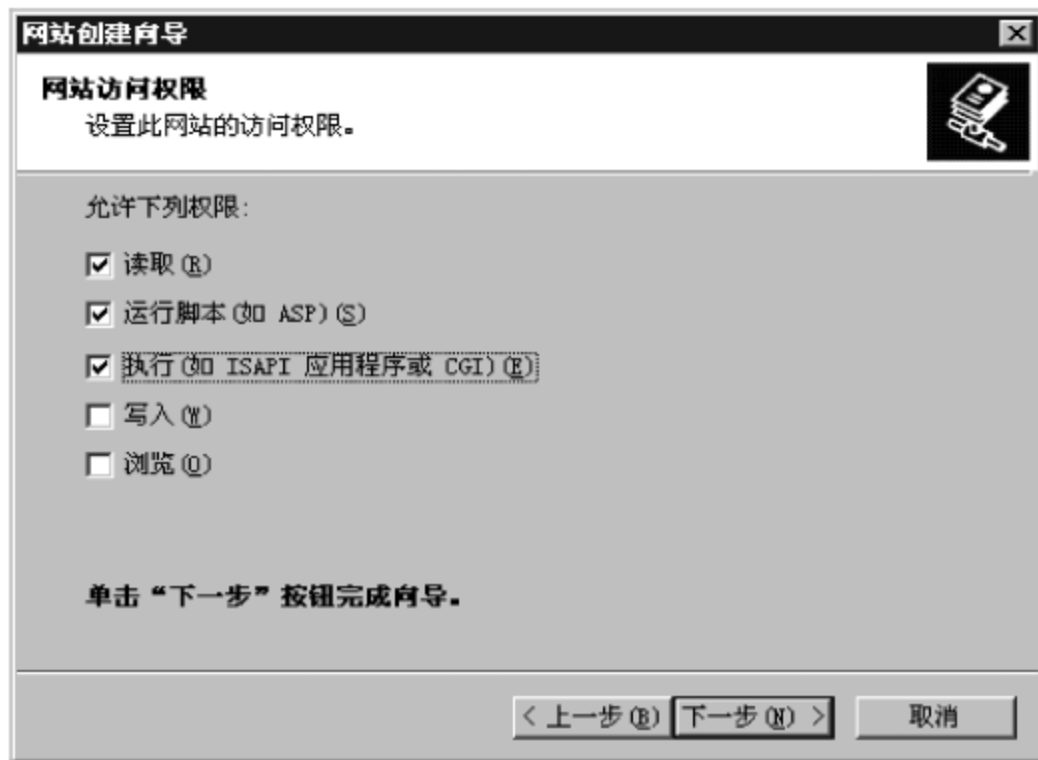 网站创建向导
网站访问权限
设置此网站的访问权限。
允许下列权限:
读取(R)
运行脚本(如 ASP)(S)
执行(如 ISAPI 应用程序或 CGI)(E)
写入(W)
浏览(O)
单击“下一步”按钮完成向导。
< 上一步(B) 下一步(N) > 取消